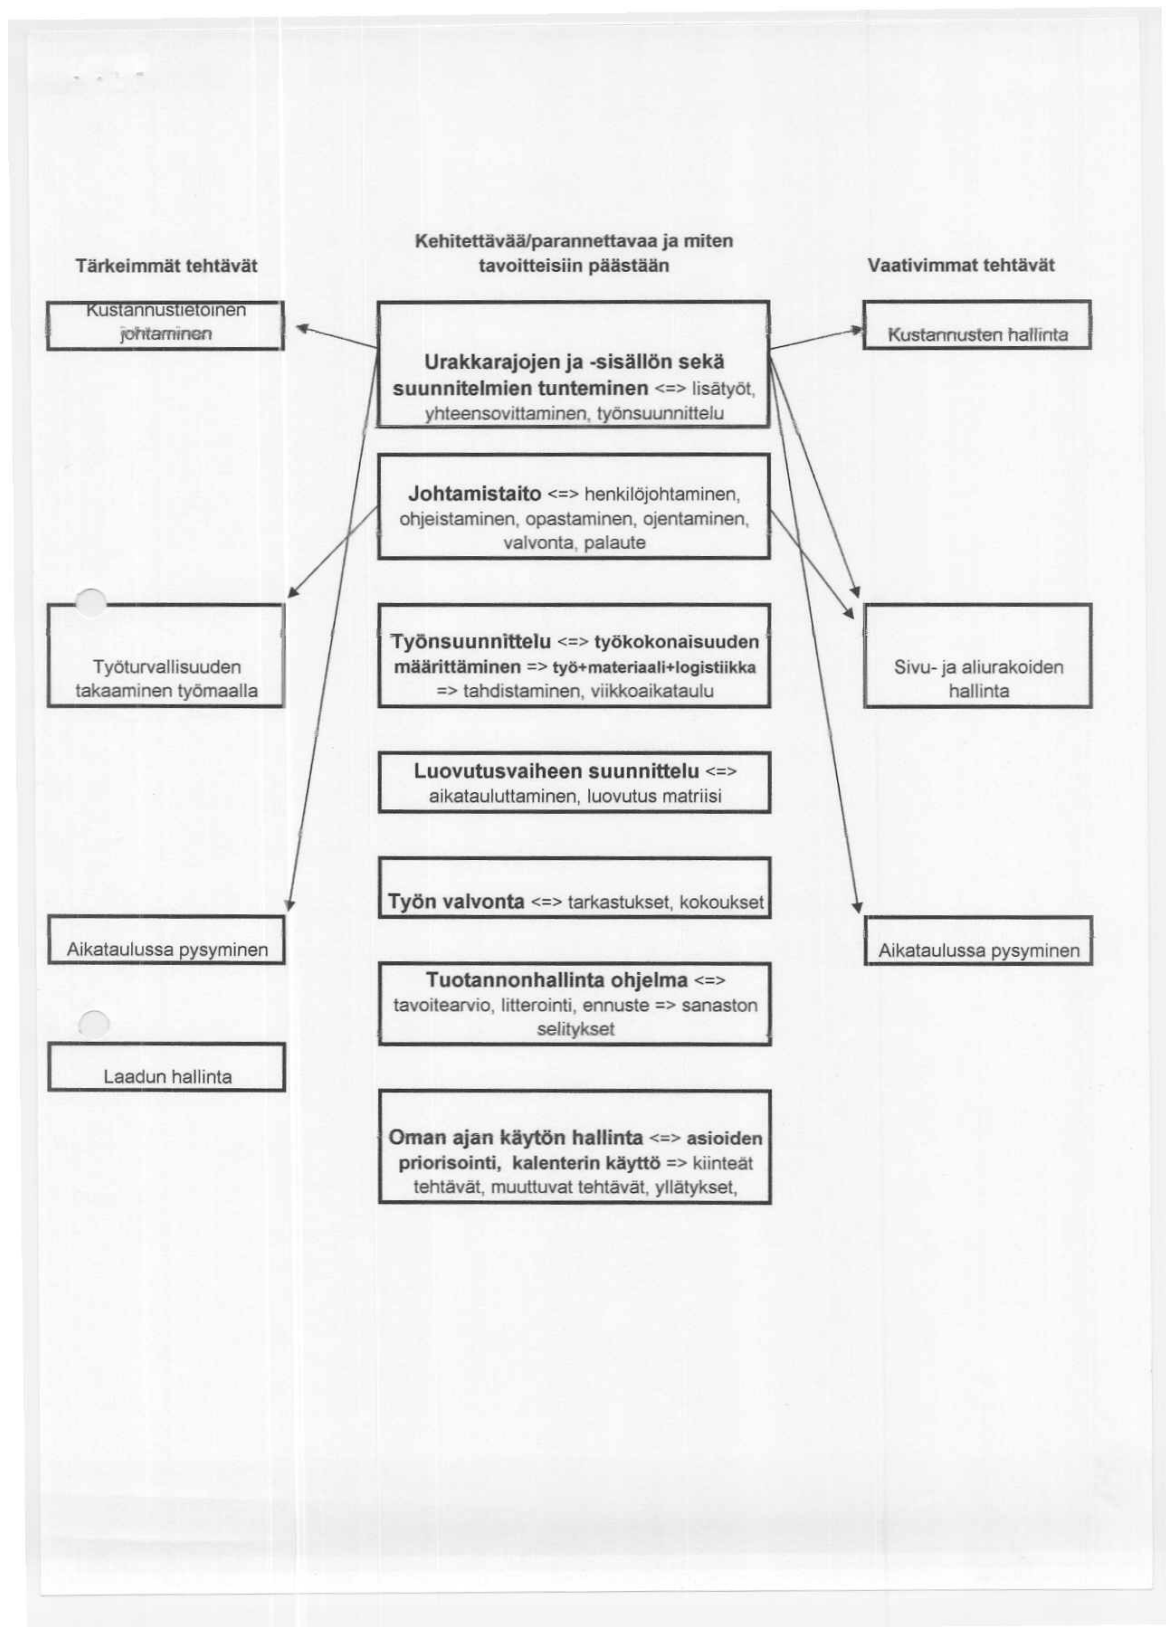 Tärkeimmät tehtävät
Kustannustietoinen
johtaminen
Työturvallisuuden
takaaminen työmaalla
Aikataulussa pysyminen
Laadun hallinta
Kehitettävää/parannettavaa ja miten
tavoitteisiin päästään
Urakkarajojen ja -sisällön sekä
suunnitelmien tunteminen <=> lisätyöt,
yhteensovittaminen, työnsuunnittelu
Johtamistaito <=> henkilöjohtaminen,
ohjeistaminen, opastaminen, ojentaminen,
valvonta, palaute
Työnsuunnittelu <=> työkokonaisuuden
määrittäminen => työ+materiaali+logistiikka
=> tahdistaminen, viikkoaikataulu
Luovutusvaiheen suunnittelu <=>
aikatauluttaminen, luovutus matriisi
Työn valvonta <=> tarkastukset, kokoukset
Tuotannonhallinta ohjelma <=>
tavoitearvio, litterointi, ennuste => sanaston
selitykset
Oman ajan käytön hallinta <=> asioiden
priorisointi, kalenterin käyttö => kiinteät
tehtävät, muuttuvat tehtävät, yllätykset,
Vaativimmat tehtävät
Kustannusten hallinta
Sivu- ja aliurakoiden
hallinta
Aikataulussa pysyminen